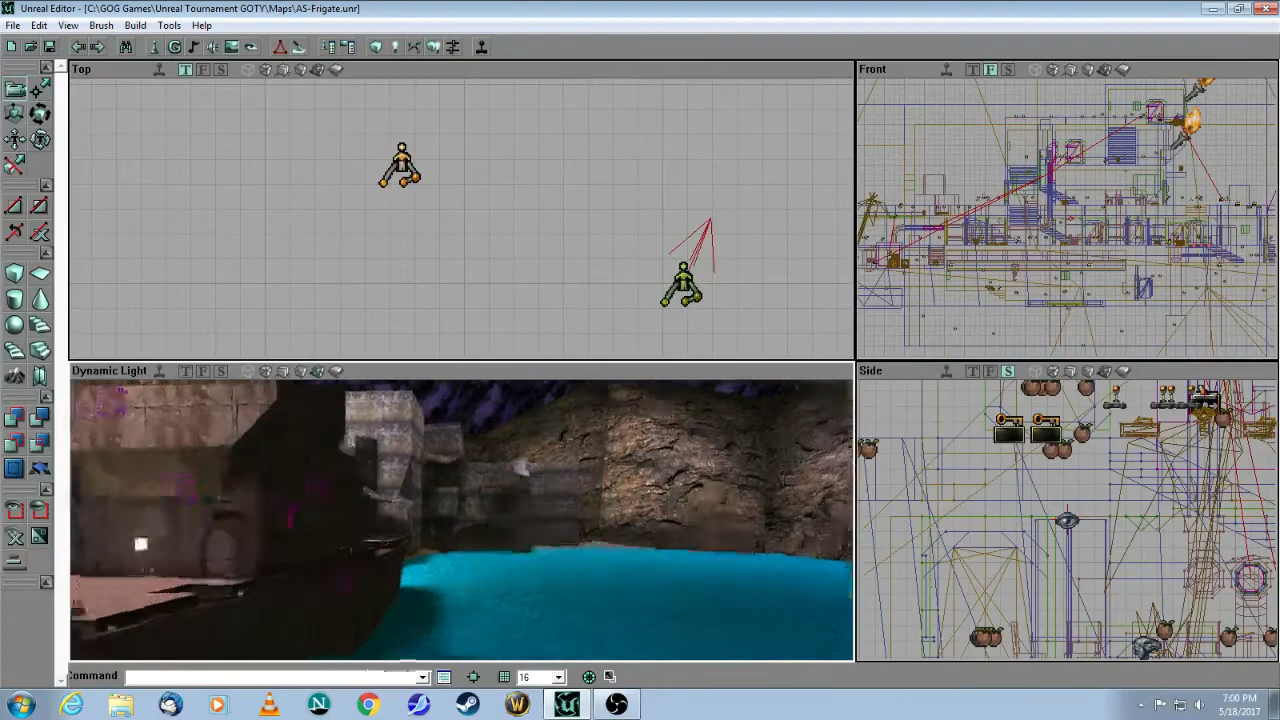 Unreal Editor - [C:\GOG Games\Unreal Tournament GOTY\Maps\AS-Frigate.unr]
File Edit View Brush Build Tools Help
Top T F S
Front T F S
Dynamic Light T F S
Side T F S
Command 16
7:00 PM
5/18/2017